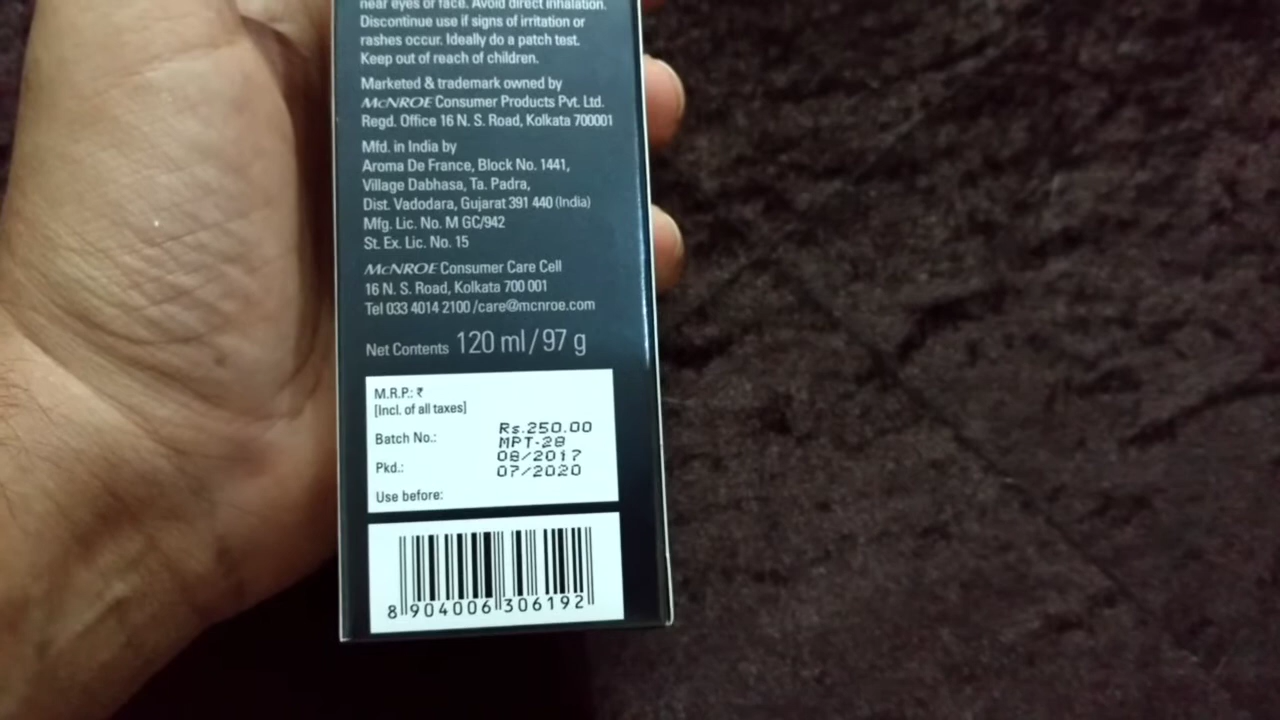 near eyes or face. Avoid direct inhalation.
Discontinue use if signs of irritation or
rashes occur. Ideally do a patch test.
Keep out of reach of children.
Marketed & trademark owned by
McNROE Consumer Products Pvt. Ltd.
Regd. Office 16 N. S. Road, Kolkata 700001
Mfd. in India by
Aroma De France, Block No. 1441,
Village Dabhasa, Ta. Padra,
Dist. Vadodara, Gujarat 391 440 (India)
Mfg. Lic. No. M GC/942
St. Ex. Lic. No. 15
McNROE Consumer Care Cell
16 N. S. Road, Kolkata 700 001
Tel 033 4014 2100 /care@mcnroe.com
Net Contents 120 ml / 97 g
M.R.P.: ₹
[Incl. of all taxes]
Rs.250.00
Batch No.: MPT-28
08/2017
Pkd.: 07/2020
Use before:
8 904006 306192